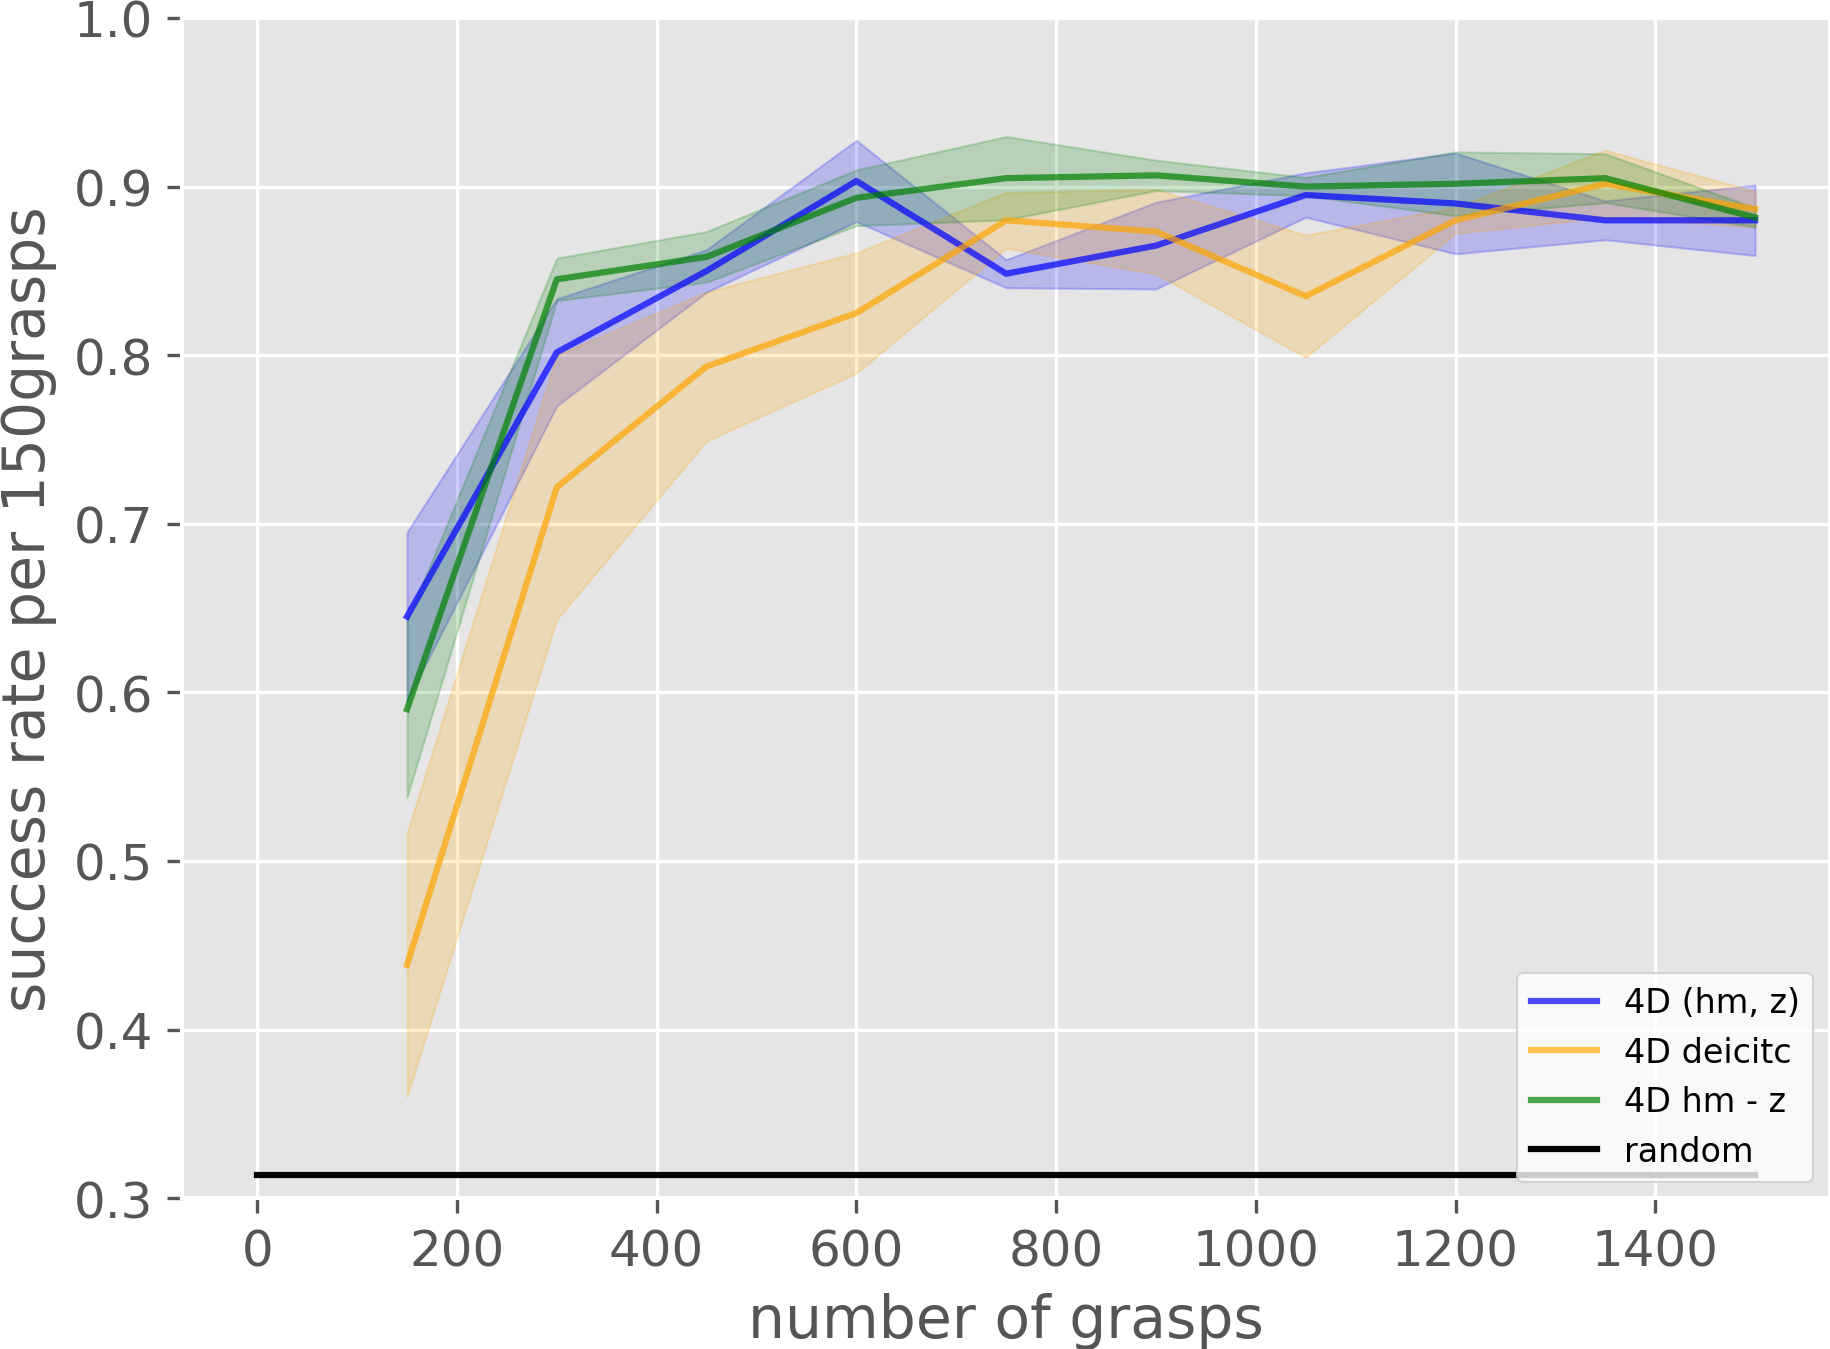 success rate per 150grasps
1.0
0.9
0.8
0.7
0.6
0.5
0.4
0.3
4D (hm, z)
4D deicitc
4D hm - z
random
0 200 400 600 800 1000 1200 1400
number of grasps